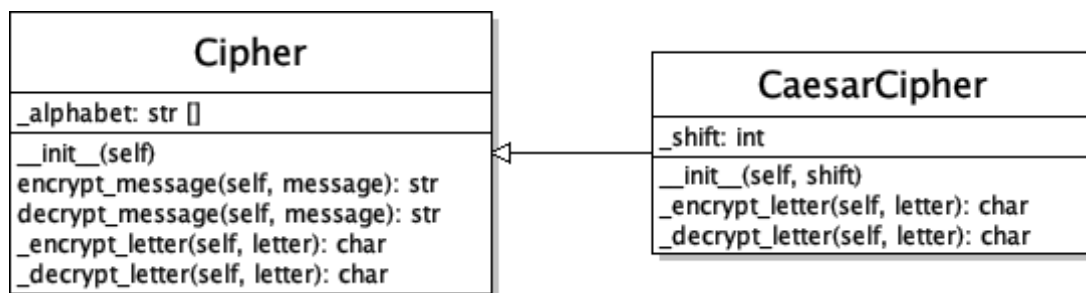 Cipher
_alphabet: str []
__init__(self)
encrypt_message(self, message): str
decrypt_message(self, message): str
_encrypt_letter(self, letter): char
_decrypt_letter(self, letter): char
CaesarCipher
_shift: int
__init__(self, shift)
_encrypt_letter(self, letter): char
_decrypt_letter(self, letter): char